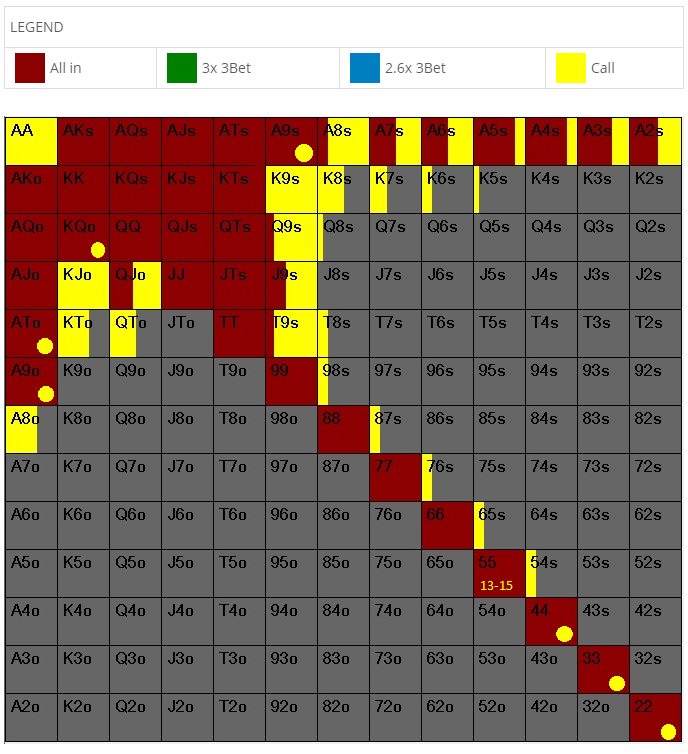 LEGEND
All in 3x 3Bet 2.6x 3Bet Call
AA AKs AQs AJs ATs A9s A8s A7s A6s A5s A4s A3s A2s
AKo KK KQs KJs KTs K9s K8s K7s K6s K5s K4s K3s K2s
AQo KQo QQ QJs QTs Q9s Q8s Q7s Q6s Q5s Q4s Q3s Q2s
AJo KJo QJo JJ JTs J9s J8s J7s J6s J5s J4s J3s J2s
ATo KTo QTo JTo TT T9s T8s T7s T6s T5s T4s T3s T2s
A9o K9o Q9o J9o T9o 99 98s 97s 96s 95s 94s 93s 92s
A8o K8o Q8o J8o T8o 98o 88 87s 86s 85s 84s 83s 82s
A7o K7o Q7o J7o T7o 97o 87o 77 76s 75s 74s 73s 72s
A6o K6o Q6o J6o T6o 96o 86o 76o 66 65s 64s 63s 62s
A5o K5o Q5o J5o T5o 95o 85o 75o 65o 55 54s 53s 52s
13-15
A4o K4o Q4o J4o T4o 94o 84o 74o 64o 54o 44 43s 42s
A3o K3o Q3o J3o T3o 93o 83o 73o 63o 53o 43o 33 32s
A2o K2o Q2o J2o T2o 92o 82o 72o 62o 52o 42o 32o 22